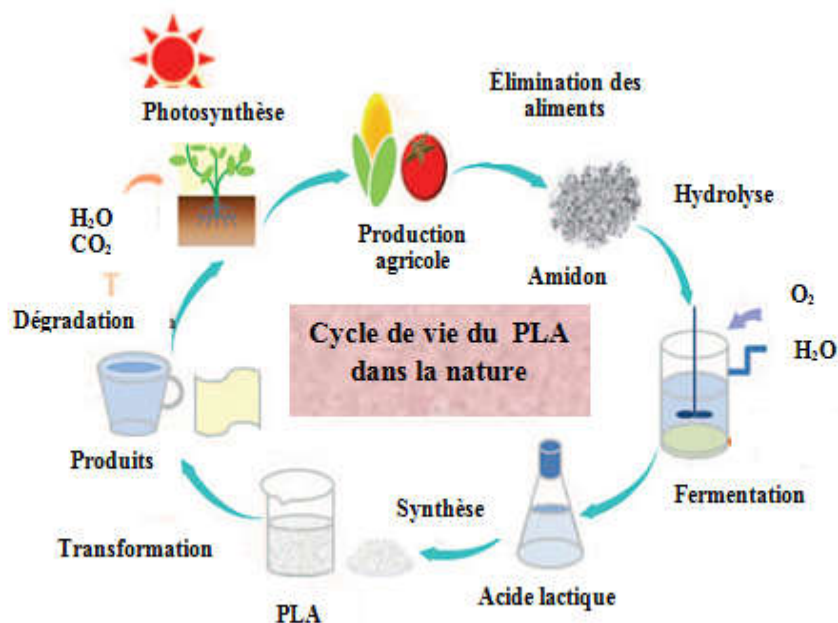 Photosynthèse
Élimination des
aliments
Hydrolyse
H₂O
CO₂
Production
agricole
Amidon
O₂
Dégradation
Cycle de vie du PLA
dans la nature
H₂O
Produits
Fermentation
Synthèse
Transformation
Acide lactique
PLA